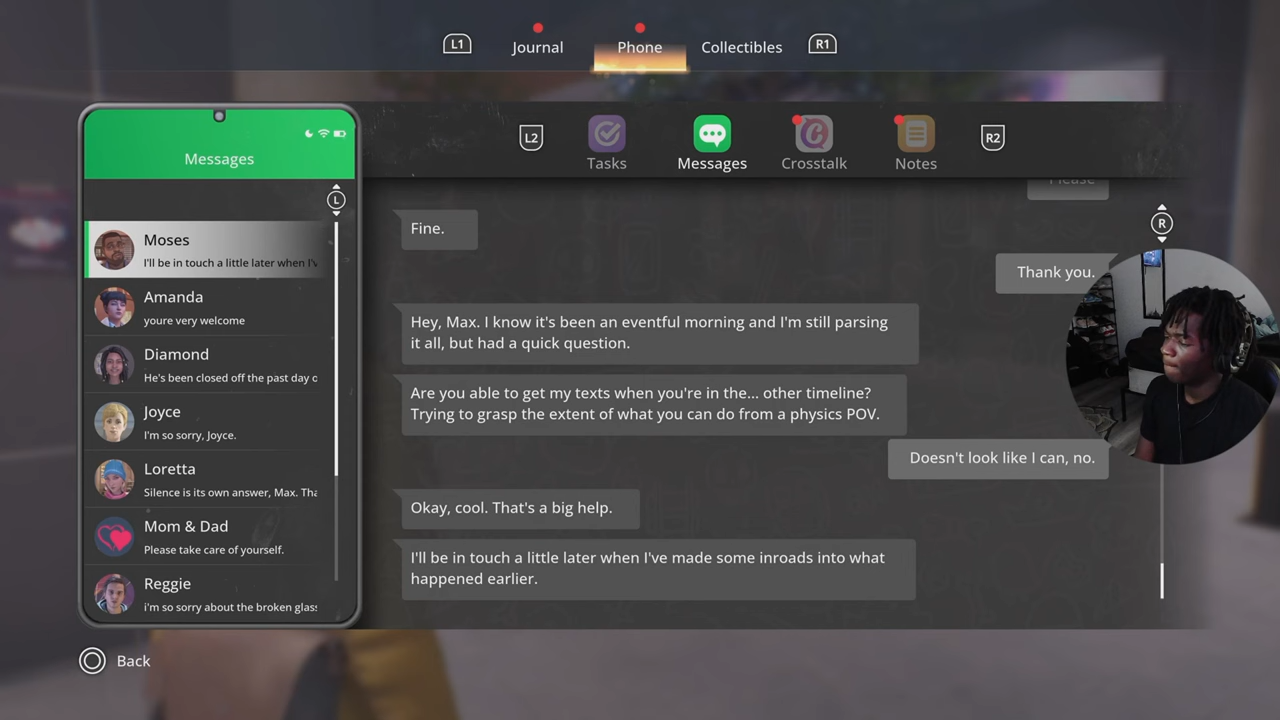 L1
Journal
Phone
Collectibles
R1
Messages
L2
Tasks
Messages
Crosstalk
Notes
R2
L
Moses
I'll be in touch a little later when I'v
Amanda
youre very welcome
Diamond
He's been closed off the past day o
Joyce
I'm so sorry, Joyce.
Loretta
Silence is its own answer, Max. Tha
Mom & Dad
Please take care of yourself.
Reggie
i'm so sorry about the broken glas
Please
Fine.
R
Thank you.
Hey, Max. I know it's been an eventful morning and I'm still parsing
it all, but had a quick question.
Are you able to get my texts when you're in the... other timeline?
Trying to grasp the extent of what you can do from a physics POV.
Doesn't look like I can, no.
Okay, cool. That's a big help.
I'll be in touch a little later when I've made some inroads into what
happened earlier.
Back